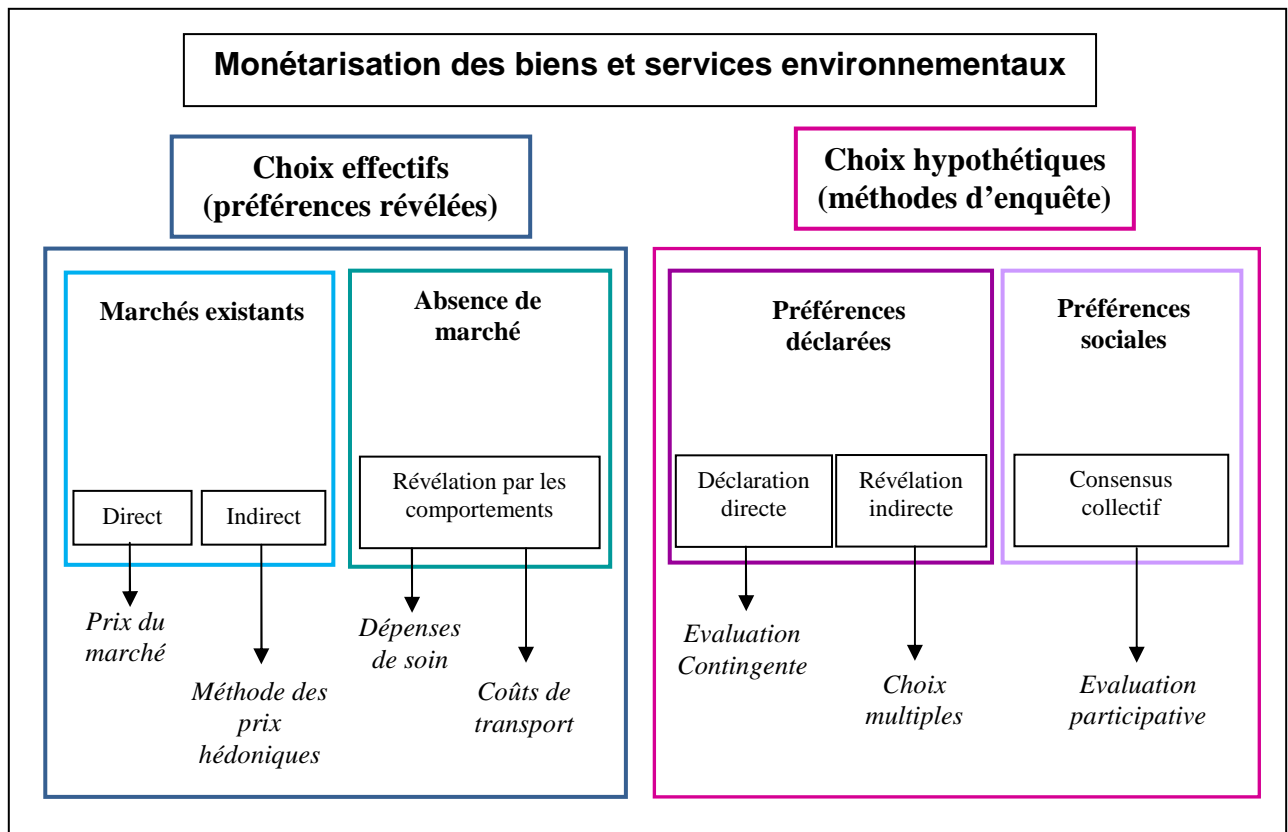 Monétarisation des biens et services environnementaux
Choix effectifs
(préférences révélées)
Choix hypothétiques
(méthodes d'enquête)
Marchés existants
Absence de
marché
Préférences
déclarées
Préférences
sociales
Direct
Indirect
Révélation par les
comportements
Déclaration
directe
Révélation
indirecte
Consensus
collectif
Prix du
marché
Méthode des
prix
hédoniques
Dépenses
de soin
Coûts de
transport
Evaluation
Contingente
Choix
multiples
Evaluation
participative